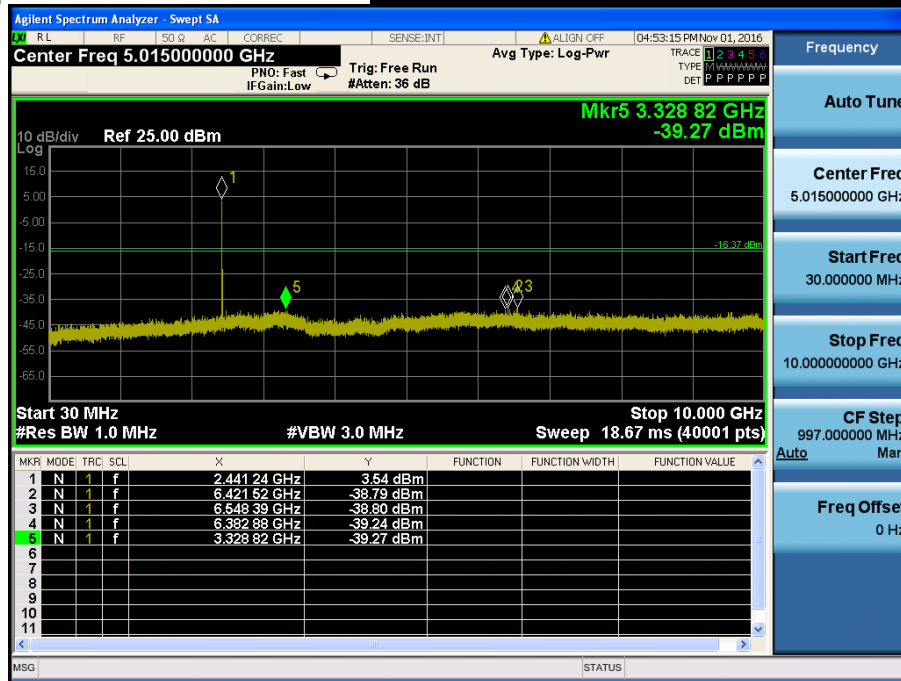 Agilent Spectrum Analyzer - Swept SA
LXI RL RF 50 Ω AC CORREC SENSE:INT ALIGN OFF 04:53:15 PM Nov 01, 2016
Center Freq 5.015000000 GHz
PNO: Fast
IFGain:Low
Trig: Free Run
#Atten: 36 dB
Avg Type: Log-Pwr
TRACE 1 2 3 4 5 6
TYPE M WWWWW
DET P P P P P P
Mkr5 3.328 82 GHz
-39.27 dBm
10 dB/div Ref 25.00 dBm
Log
15.0
5.00
-5.00
-15.0
-25.0
-35.0
-45.0
-55.0
-65.0
1
-16.37 dBm
5
4 2 3
Start 30 MHz Stop 10.000 GHz
#Res BW 1.0 MHz #VBW 3.0 MHz Sweep 18.67 ms (40001 pts)
MKR MODE TRC SCL X Y FUNCTION FUNCTION WIDTH FUNCTION VALUE
1 N 1 f 2.441 24 GHz 3.54 dBm
2 N 1 f 6.421 52 GHz -38.79 dBm
3 N 1 f 6.548 39 GHz -38.80 dBm
4 N 1 f 6.382 88 GHz -39.24 dBm
5 N 1 f 3.328 82 GHz -39.27 dBm
6
7
8
9
10
11
MSG STATUS
Frequency
Auto Tune
Center Freq
5.015000000 GHz
Start Freq
30.000000 MHz
Stop Freq
10.000000000 GHz
CF Step
997.000000 MHz
Auto Man
Freq Offset
0 Hz